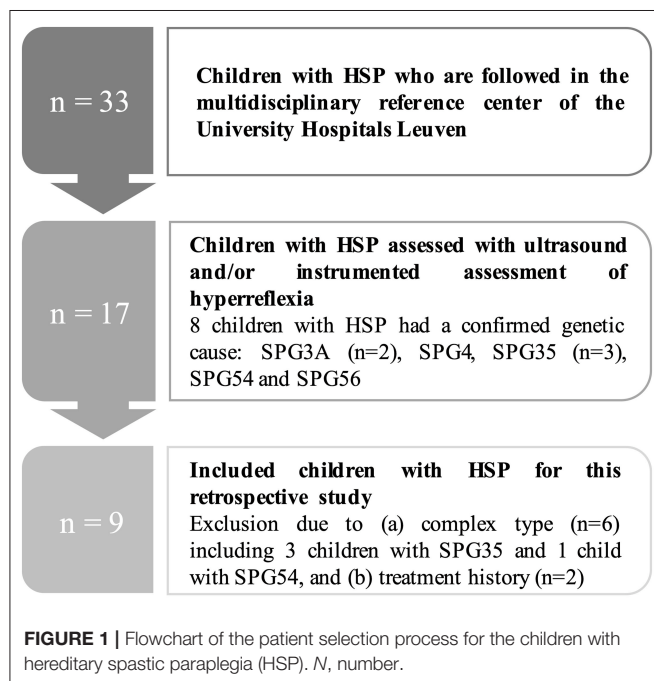 n = 33
Children with HSP who are followed in the
multidisciplinary reference center of the
University Hospitals Leuven
n = 17
Children with HSP assessed with ultrasound
and/or instrumented assessment of
hyperreflexia
8 children with HSP had a confirmed genetic
cause: SPG3A (n=2), SPG4, SPG35 (n=3),
SPG54 and SPG56
n = 9
Included children with HSP for this
retrospective study
Exclusion due to (a) complex type (n=6)
including 3 children with SPG35 and 1 child
with SPG54, and (b) treatment history (n=2)
FIGURE 1 | Flowchart of the patient selection process for the children with
hereditary spastic paraplegia (HSP). N, number.